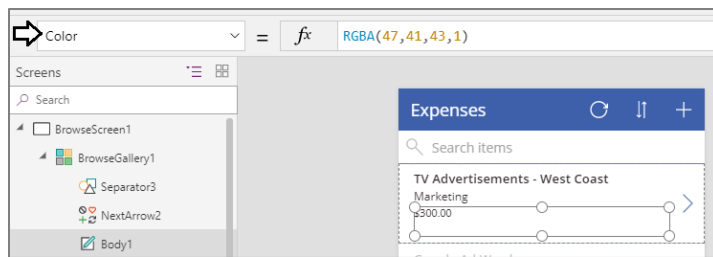 Color = fx RGBA(47,41,43,1)
Screens
Search
BrowseScreen1
BrowseGallery1
Separator3
NextArrow2
Body1
Expenses
Search items
TV Advertisements - West Coast
Marketing
$300.00